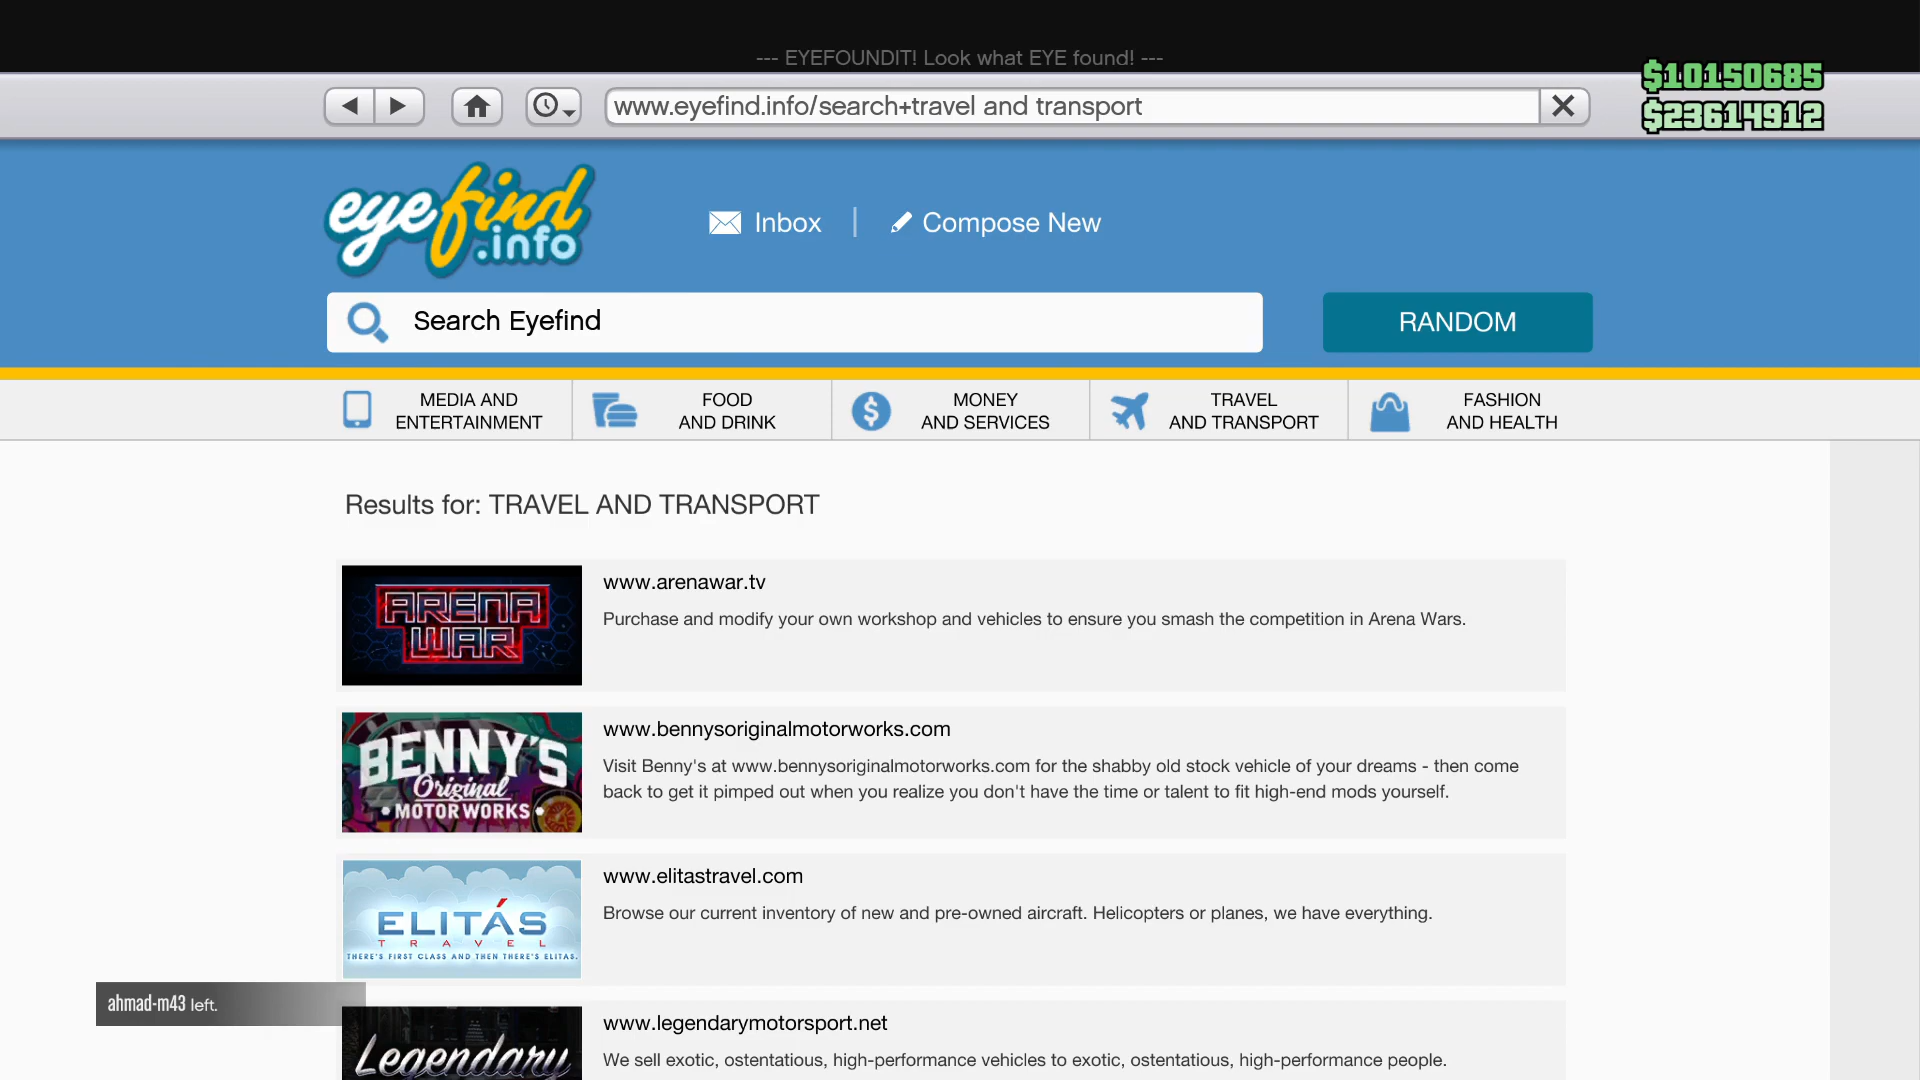 --- EYEFOUNDIT! Look what EYE found! ---
$10150685
www.eyefind.info/search+travel and transport
$23614912
eyefind
.info
Inbox
Compose New
Search Eyefind
RANDOM
MEDIA AND
ENTERTAINMENT
FOOD
AND DRINK
MONEY
AND SERVICES
TRAVEL
AND TRANSPORT
FASHION
AND HEALTH
Results for: TRAVEL AND TRANSPORT
ARENA
WAR
www.arenawar.tv
Purchase and modify your own workshop and vehicles to ensure you smash the competition in Arena Wars.
BENNY'S
Original
MOTOR WORKS
www.bennysoriginalmotorworks.com
Visit Benny's at www.bennysoriginalmotorworks.com for the shabby old stock vehicle of your dreams - then come
back to get it pimped out when you realize you don't have the time or talent to fit high-end mods yourself.
ELITÁS
TRAVEL
THERE'S FIRST CLASS AND THEN THERE'S ELITAS.
www.elitastravel.com
Browse our current inventory of new and pre-owned aircraft. Helicopters or planes, we have everything.
ahmad-m43 left.
Legendary
www.legendarymotorsport.net
We sell exotic, ostentatious, high-performance vehicles to exotic, ostentatious, high-performance people.